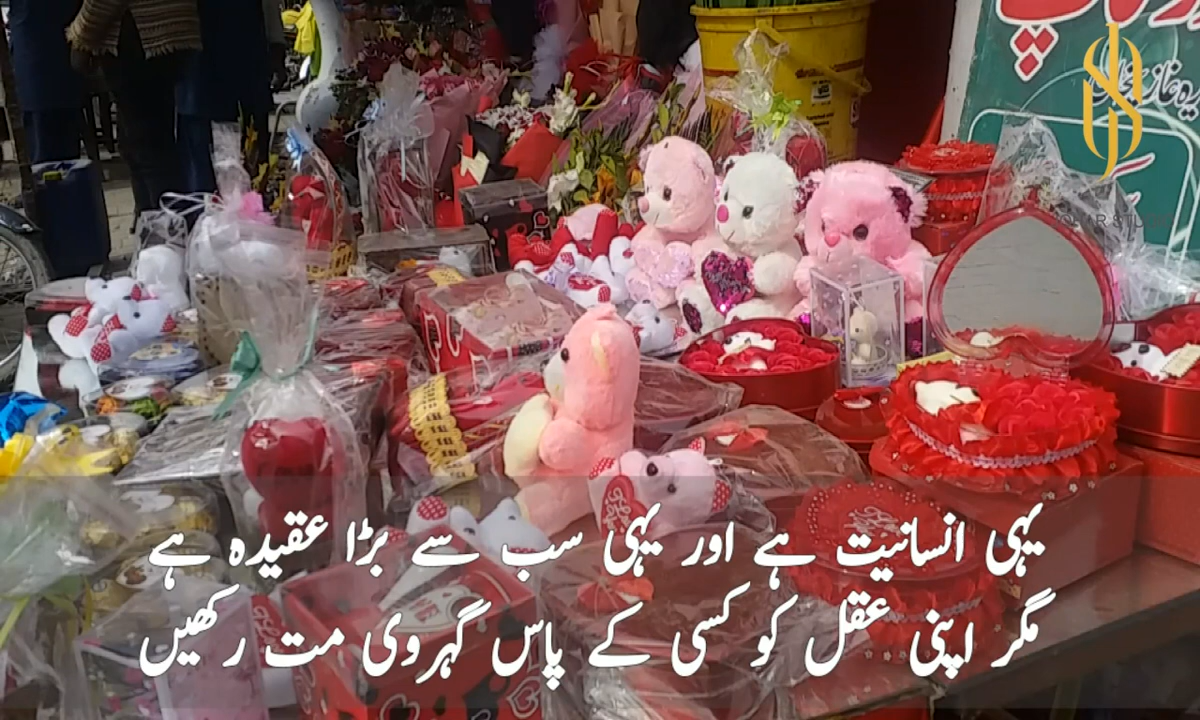 یہی انسانیت ہے اور یہی سب سے بڑا عقیدہ ہے
مگر اپنی عقل کو کسی کے پاس گہروی مت رکھیں